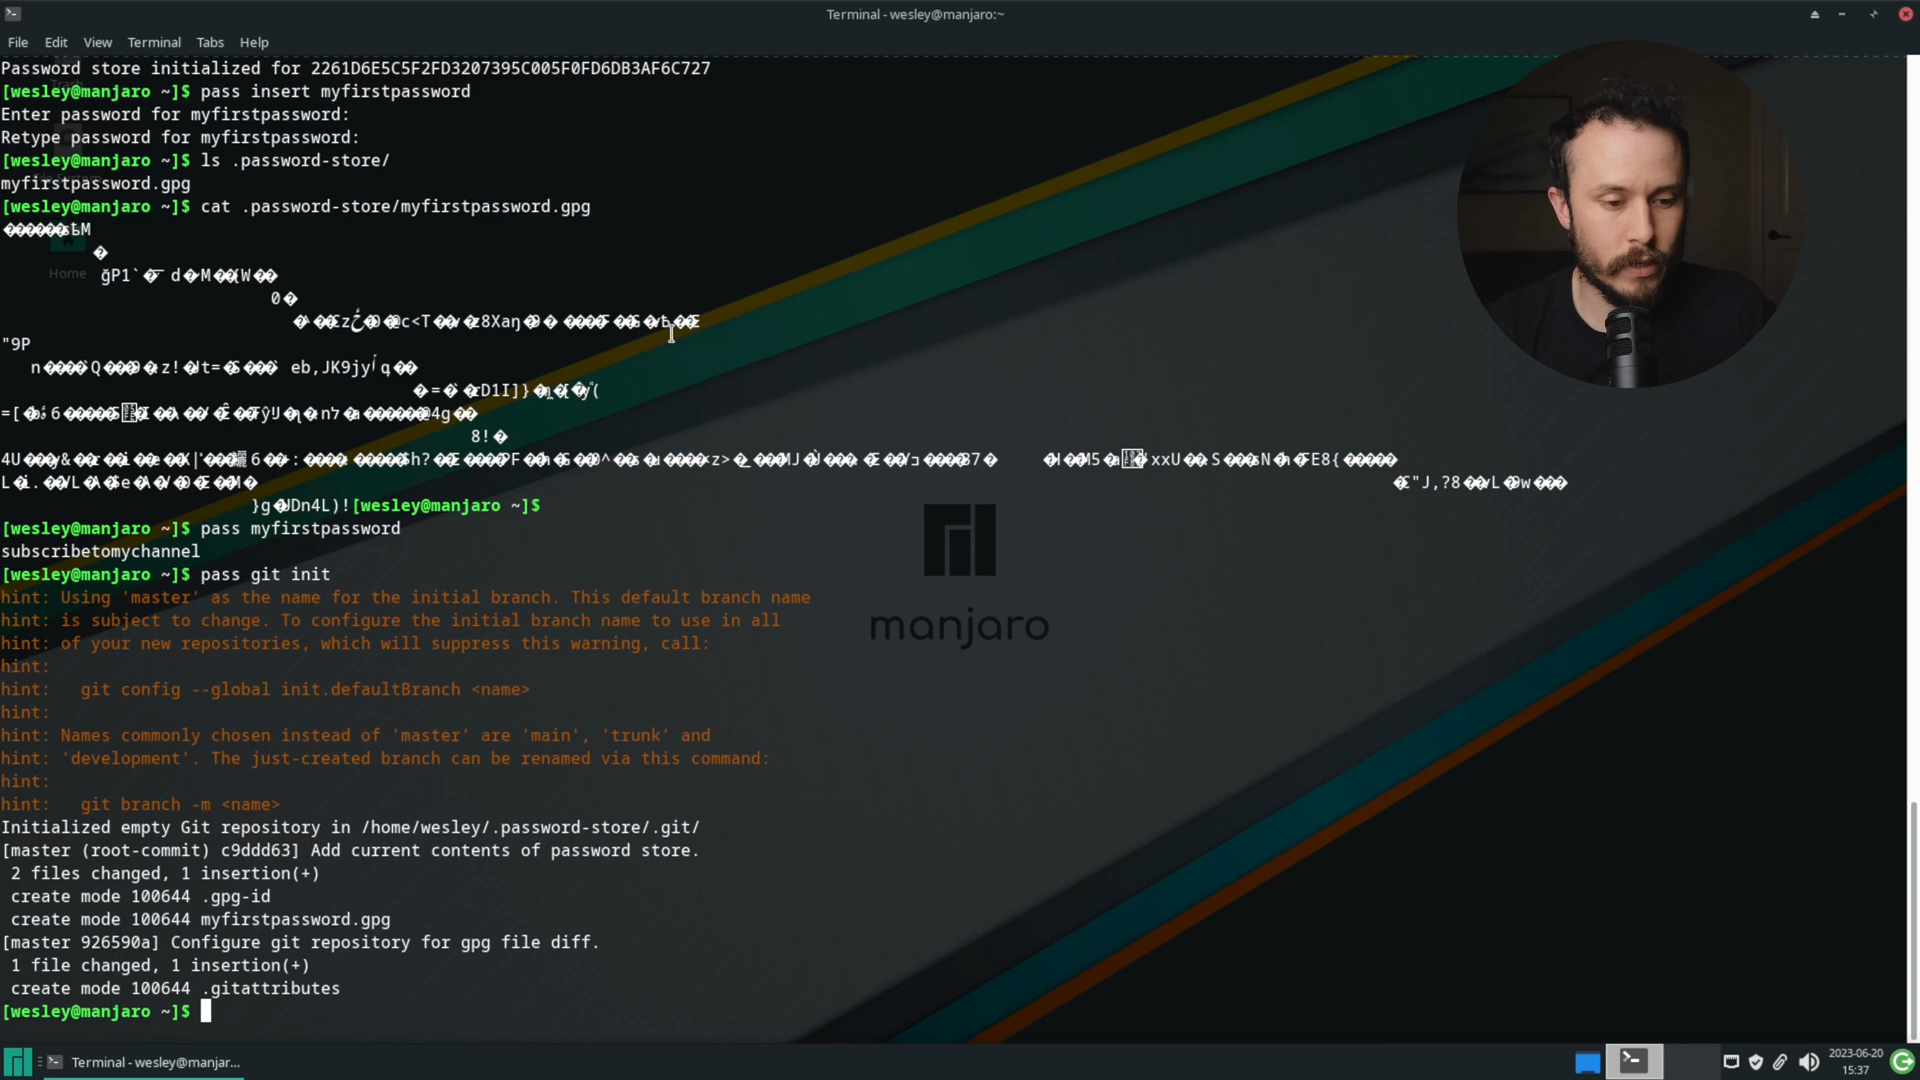 Terminal - wesley@manjaro:~
File Edit View Terminal Tabs Help
Password store initialized for 2261D6E5C5F2FD3207395C005F0FD6DB3AF6C727
[wesley@manjaro ~]$ pass insert myfirstpassword
Enter password for myfirstpassword:
Retype password for myfirstpassword:
[wesley@manjaro ~]$ ls .password-store/
myfirstpassword.gpg
[wesley@manjaro ~]$ cat .password-store/myfirstpassword.gpg
Home
"9P
8!�
[wesley@manjaro ~]$
[wesley@manjaro ~]$ pass myfirstpassword
subscribetomychannel
[wesley@manjaro ~]$ pass git init
hint: Using 'master' as the name for the initial branch. This default branch name
hint: is subject to change. To configure the initial branch name to use in all
hint: of your new repositories, which will suppress this warning, call:
hint:
hint:   git config --global init.defaultBranch <name>
hint:
hint: Names commonly chosen instead of 'master' are 'main', 'trunk' and
hint: 'development'. The just-created branch can be renamed via this command:
hint:
hint:   git branch -m <name>
Initialized empty Git repository in /home/wesley/.password-store/.git/
[master (root-commit) c9ddd63] Add current contents of password store.
2 files changed, 1 insertion(+)
create mode 100644 .gpg-id
create mode 100644 myfirstpassword.gpg
[master 926590a] Configure git repository for gpg file diff.
1 file changed, 1 insertion(+)
create mode 100644 .gitattributes
[wesley@manjaro ~]$
manjaro
Terminal - wesley@manjar...
2023-06-20
15:37